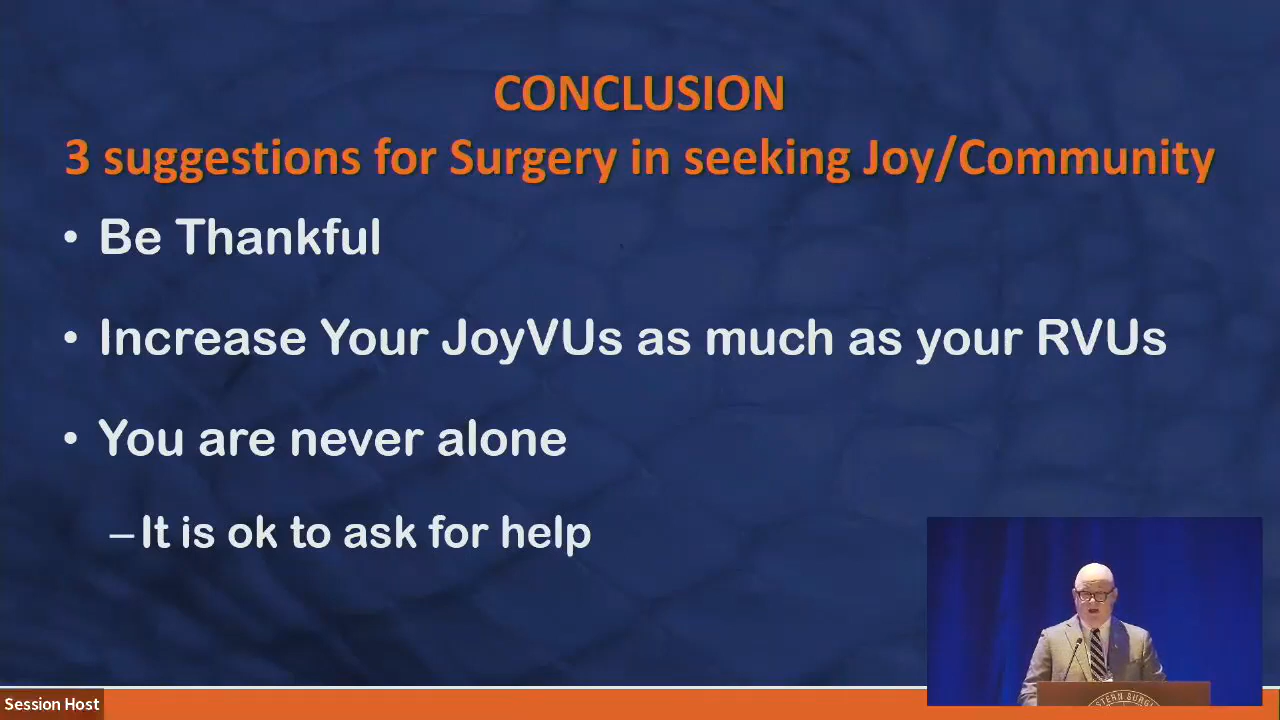 CONCLUSION
3 suggestions for Surgery in seeking Joy/Community
• Be Thankful
• Increase Your JoyVUs as much as your RVUs
• You are never alone
–It is ok to ask for help
Session Host